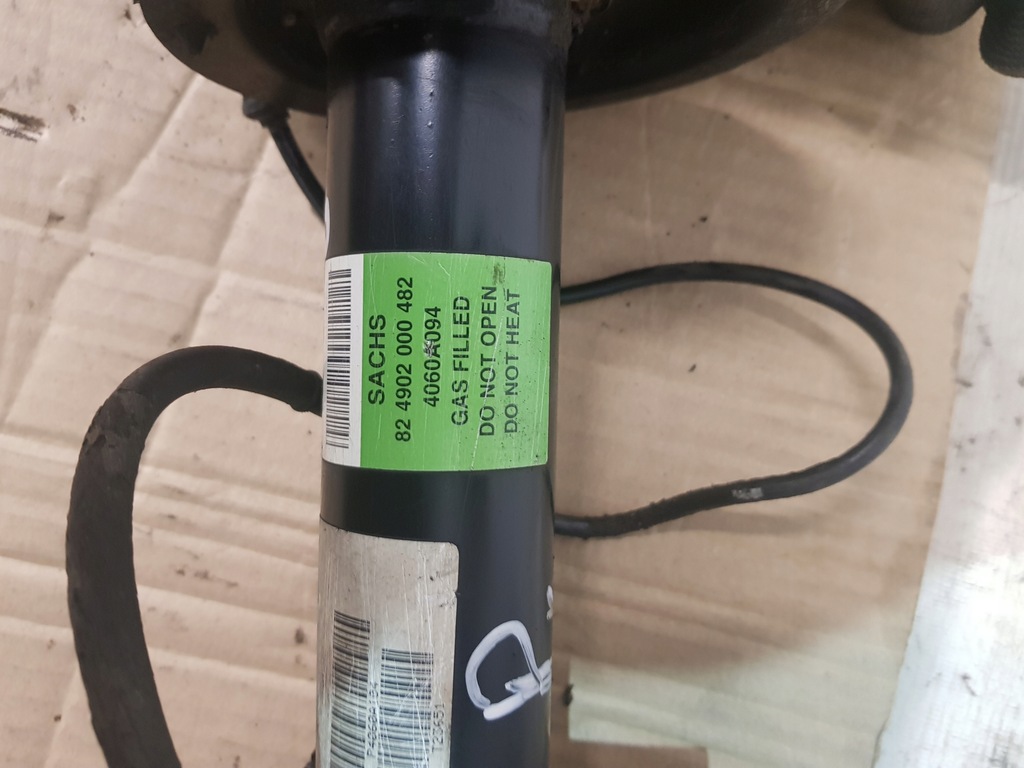 SACHS
82 4902 000 482
4060A094
GAS FILLED
DO NOT OPEN
DO NOT HEAT